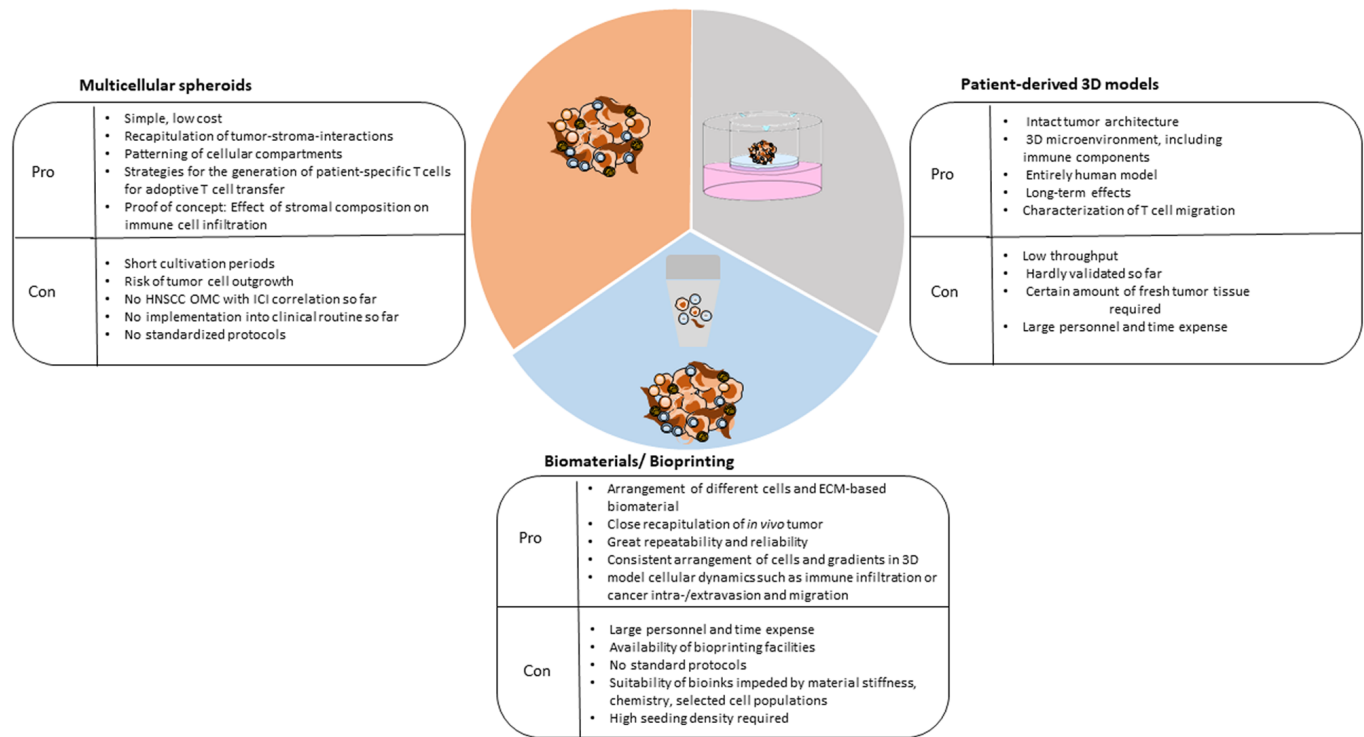 Multicellular spheroids
Pro
• Simple, low cost
• Recapitulation of tumor-stroma-interactions
• Patterning of cellular compartments
• Strategies for the generation of patient-specific T cells
for adoptive T cell transfer
• Proof of concept: Effect of stromal composition on
immune cell infiltration
Con
• Short cultivation periods
• Risk of tumor cell outgrowth
• No HNSCC OMC with ICI correlation so far
• No implementation into clinical routine so far
• No standardized protocols
Patient-derived 3D models
Pro
• Intact tumor architecture
• 3D microenvironment, including
immune components
• Entirely human model
• Long-term effects
• Characterization of T cell migration
Con
• Low throughput
• Hardly validated so far
• Certain amount of fresh tumor tissue
required
• Large personnel and time expense
Biomaterials/ Bioprinting
Pro
• Arrangement of different cells and ECM-based
biomaterial
• Close recapitulation of in vivo tumor
• Great repeatability and reliability
• Consistent arrangement of cells and gradients in 3D
• model cellular dynamics such as immune infiltration or
cancer intra-/extravasion and migration
Con
• Large personnel and time expense
• Availability of bioprinting facilities
• No standard protocols
• Suitability of bioinks impeded by material stiffness,
chemistry, selected cell populations
• High seeding density required